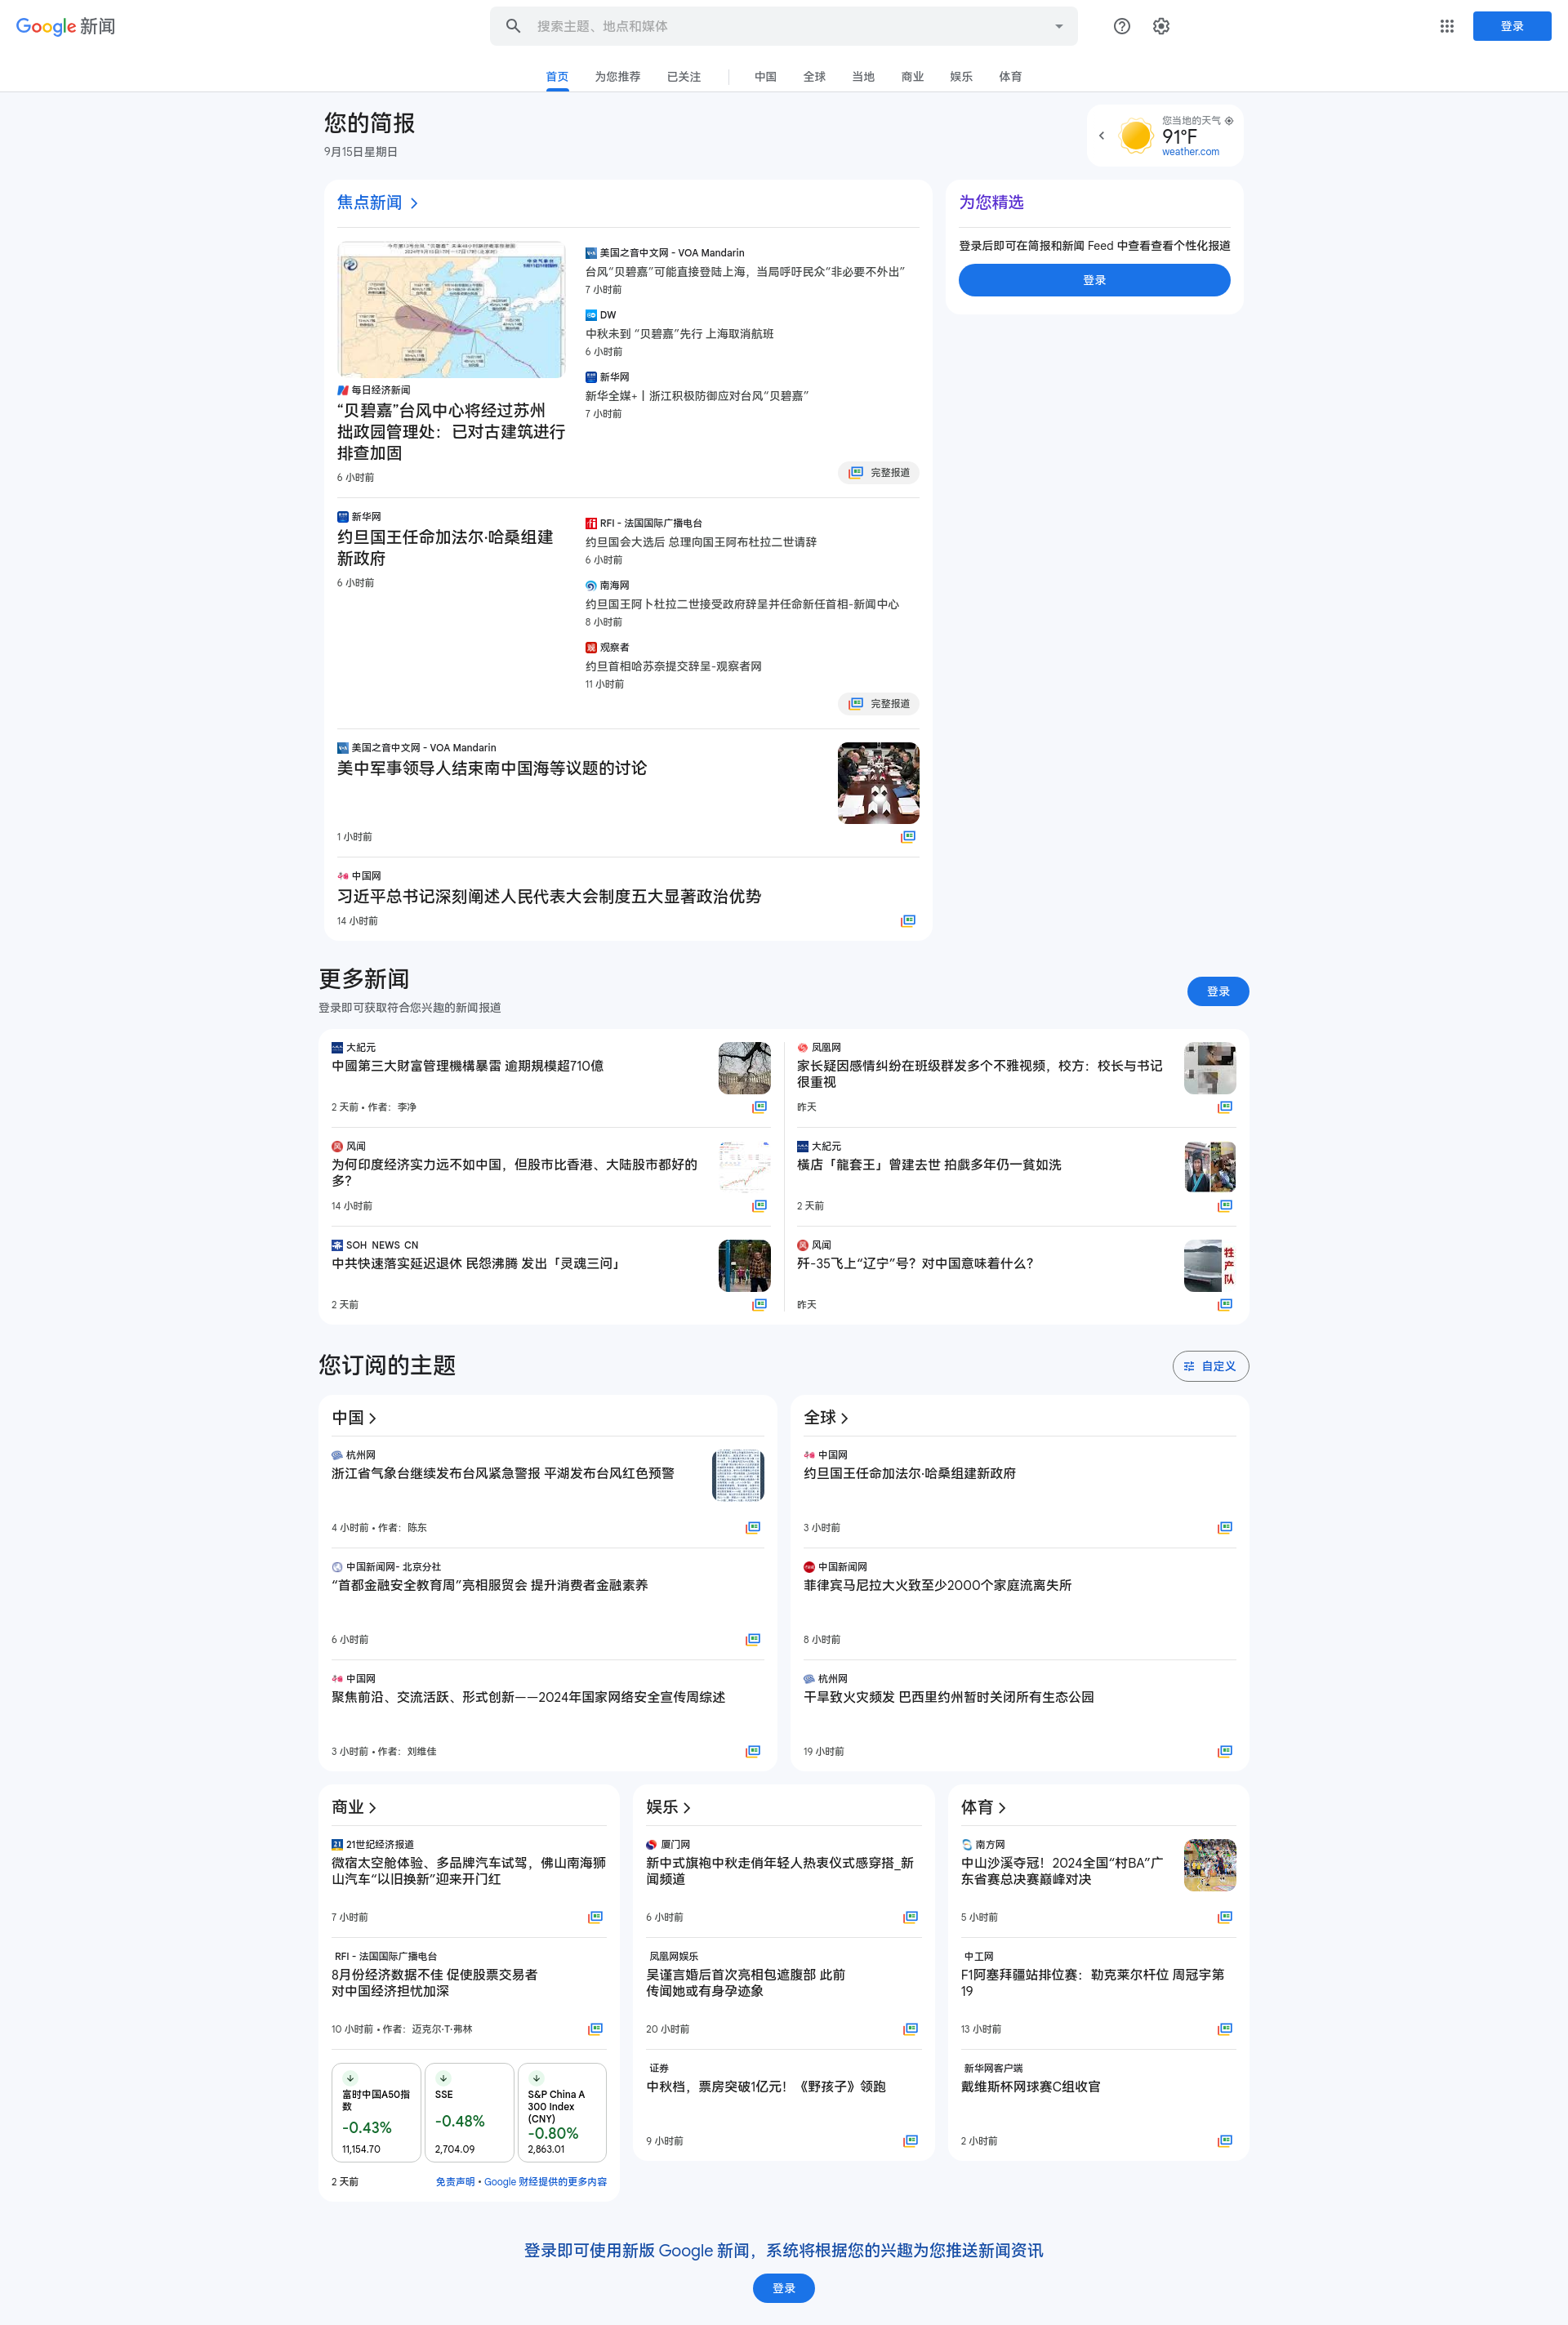 Google 新闻
搜索主题、地点和媒体
登录
首页
为您推荐
已关注
中国
全球
当地
商业
娱乐
体育
您的简报
9月15日星期日
您当地的天气
91°F
weather.com
焦点新闻
每日经济新闻
“贝碧嘉”台风中心将经过苏州
拙政园管理处：已对古建筑进行
排查加固
6 小时前
美国之音中文网 - VOA Mandarin
台风“贝碧嘉”可能直接登陆上海，当局呼吁民众“非必要不外出”
7 小时前
DW
中秋未到 “贝碧嘉”先行 上海取消航班
6 小时前
新华网
新华全媒+丨浙江积极防御应对台风“贝碧嘉”
7 小时前
完整报道
为您精选
登录后即可在简报和新闻 Feed 中查看查看个性化报道
登录
新华网
约旦国王任命加法尔·哈桑组建
新政府
6 小时前
RFI - 法国国际广播电台
约旦国会大选后 总理向国王阿布杜拉二世请辞
6 小时前
南海网
约旦国王阿卜杜拉二世接受政府辞呈并任命新任首相-新闻中心
8 小时前
观察者
约旦首相哈苏奈提交辞呈-观察者网
11 小时前
完整报道
美国之音中文网 - VOA Mandarin
美中军事领导人结束南中国海等议题的讨论
1 小时前
中国网
习近平总书记深刻阐述人民代表大会制度五大显著政治优势
14 小时前
更多新闻
登录即可获取符合您兴趣的新闻报道
登录
大紀元
中國第三大財富管理機構暴雷 逾期規模超710億
2 天前 • 作者：李净
风闻
为何印度经济实力远不如中国，但股市比香港、大陆股市都好的
多？
14 小时前
SOH NEWS CN
中共快速落实延迟退休 民怨沸腾 发出「灵魂三问」
2 天前
凤凰网
家长疑因感情纠纷在班级群发多个不雅视频，校方：校长与书记
很重视
昨天
大紀元
橫店「龍套王」曾建去世 拍戲多年仍一貧如洗
2 天前
风闻
歼-35飞上“辽宁”号？对中国意味着什么？
昨天
牲
产
队
您订阅的主题
自定义
中国
杭州网
浙江省气象台继续发布台风紧急警报 平湖发布台风红色预警
4 小时前 • 作者：陈东
中国新闻网- 北京分社
“首都金融安全教育周”亮相服贸会 提升消费者金融素养
6 小时前
中国网
聚焦前沿、交流活跃、形式创新——2024年国家网络安全宣传周综述
3 小时前 • 作者：刘维佳
全球
中国网
约旦国王任命加法尔·哈桑组建新政府
3 小时前
中国新闻网
菲律宾马尼拉大火致至少2000个家庭流离失所
8 小时前
杭州网
干旱致火灾频发 巴西里约州暂时关闭所有生态公园
19 小时前
商业
21世纪经济报道
微宿太空舱体验、多品牌汽车试驾，佛山南海狮
山汽车“以旧换新”迎来开门红
7 小时前
RFI - 法国国际广播电台
8月份经济数据不佳 促使股票交易者
对中国经济担忧加深
10 小时前 • 作者：迈克尔·T·弗林
富时中国A50指
数
-0.43%
11,154.70
SSE
-0.48%
2,704.09
S&P China A
300 Index
(CNY)
-0.80%
2,863.01
2 天前
免责声明 • Google 财经提供的更多内容
娱乐
厦门网
新中式旗袍中秋走俏年轻人热衷仪式感穿搭_新
闻频道
6 小时前
凤凰网娱乐
吴谨言婚后首次亮相包遮腹部 此前
传闻她或有身孕迹象
20 小时前
证券
中秋档，票房突破1亿元！《野孩子》领跑
9 小时前
体育
南方网
中山沙溪夺冠！2024全国“村BA”广
东省赛总决赛巅峰对决
5 小时前
中工网
F1阿塞拜疆站排位赛：勒克莱尔杆位 周冠宇第
19
13 小时前
新华网客户端
戴维斯杯网球赛C组收官
2 小时前
登录即可使用新版 Google 新闻，系统将根据您的兴趣为您推送新闻资讯
登录